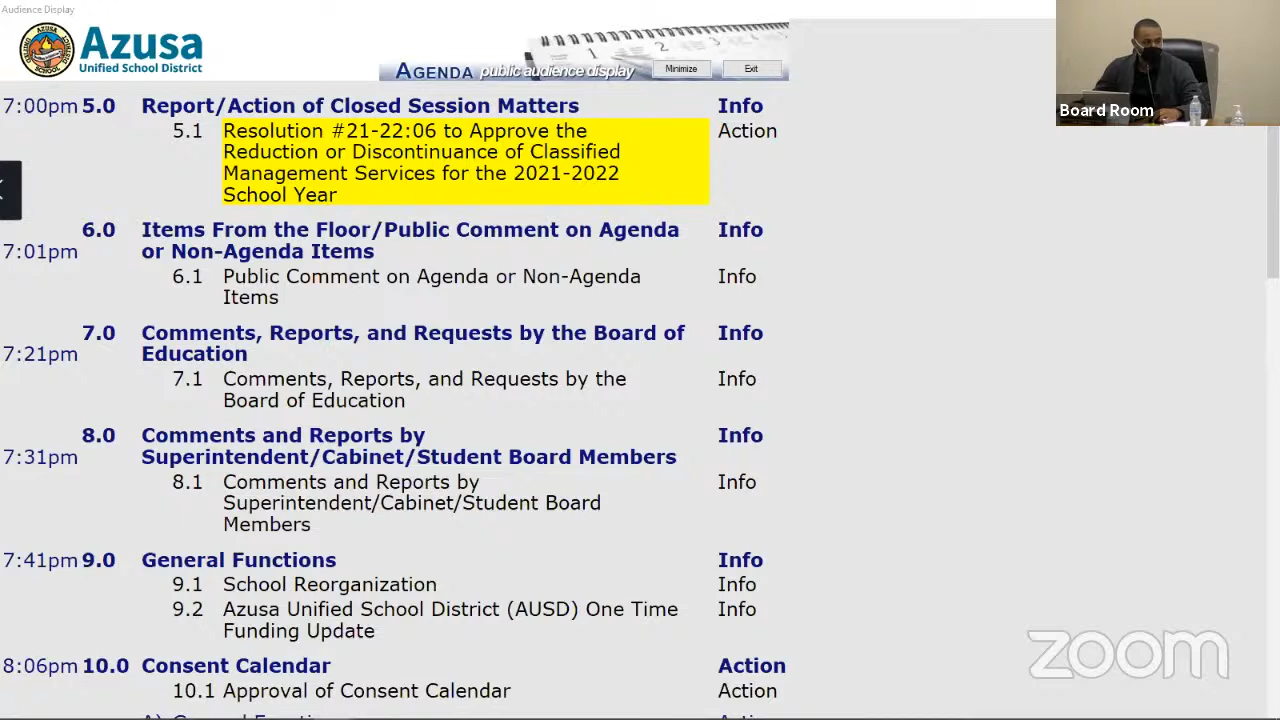 Audience Display
Azusa
Unified School District
AGENDA public audience display
Minimize
Exit
Board Room
7:00pm 5.0 Report/Action of Closed Session Matters Info
5.1 Resolution #21-22:06 to Approve the Action
Reduction or Discontinuance of Classified
Management Services for the 2021-2022
School Year
6.0 Items From the Floor/Public Comment on Agenda Info
7:01pm or Non-Agenda Items
6.1 Public Comment on Agenda or Non-Agenda Info
Items
7.0 Comments, Reports, and Requests by the Board of Info
7:21pm Education
7.1 Comments, Reports, and Requests by the Info
Board of Education
8.0 Comments and Reports by Info
7:31pm Superintendent/Cabinet/Student Board Members
8.1 Comments and Reports by Info
Superintendent/Cabinet/Student Board
Members
7:41pm 9.0 General Functions Info
9.1 School Reorganization Info
9.2 Azusa Unified School District (AUSD) One Time Info
Funding Update
8:06pm 10.0 Consent Calendar Action
10.1 Approval of Consent Calendar Action
zoom